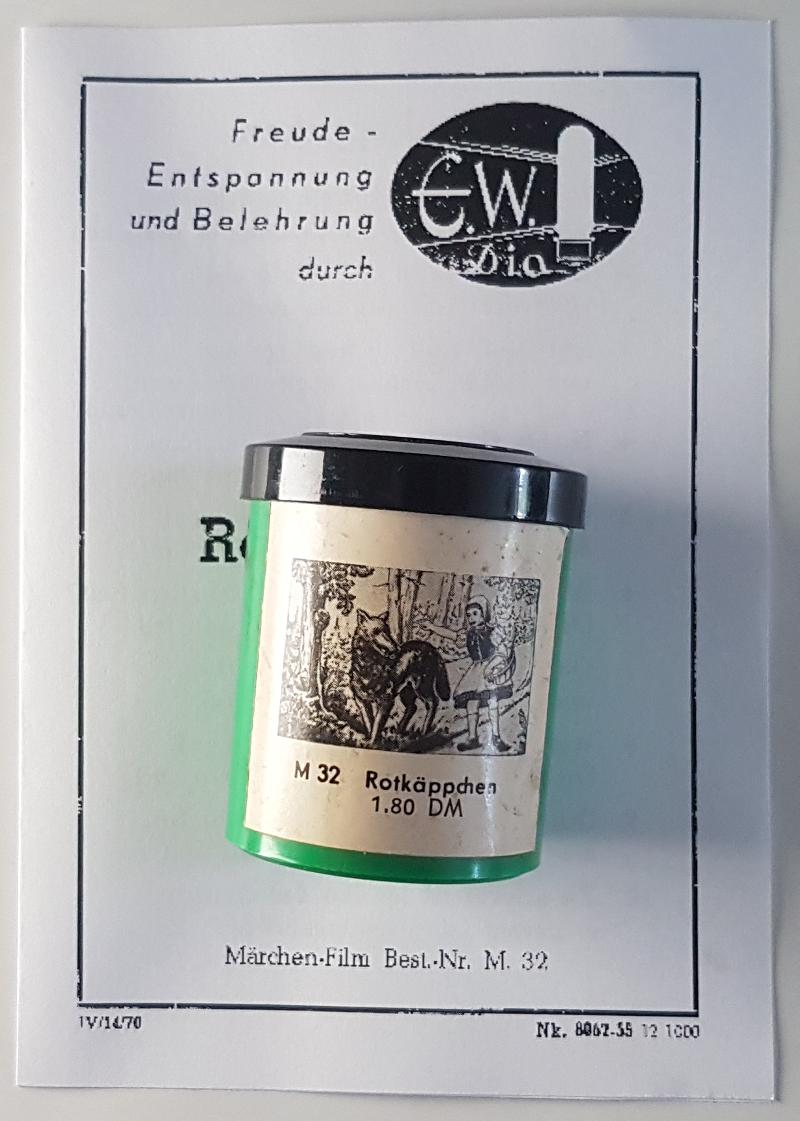 Freude -
Entspannung
und Belehrung
durch
E.W.
Dia
M 32 Rotkäppchen
1.80 DM
Märchen-Film Best.-Nr. M. 32
IV/14/70
Nk. 8067-55 12 1000